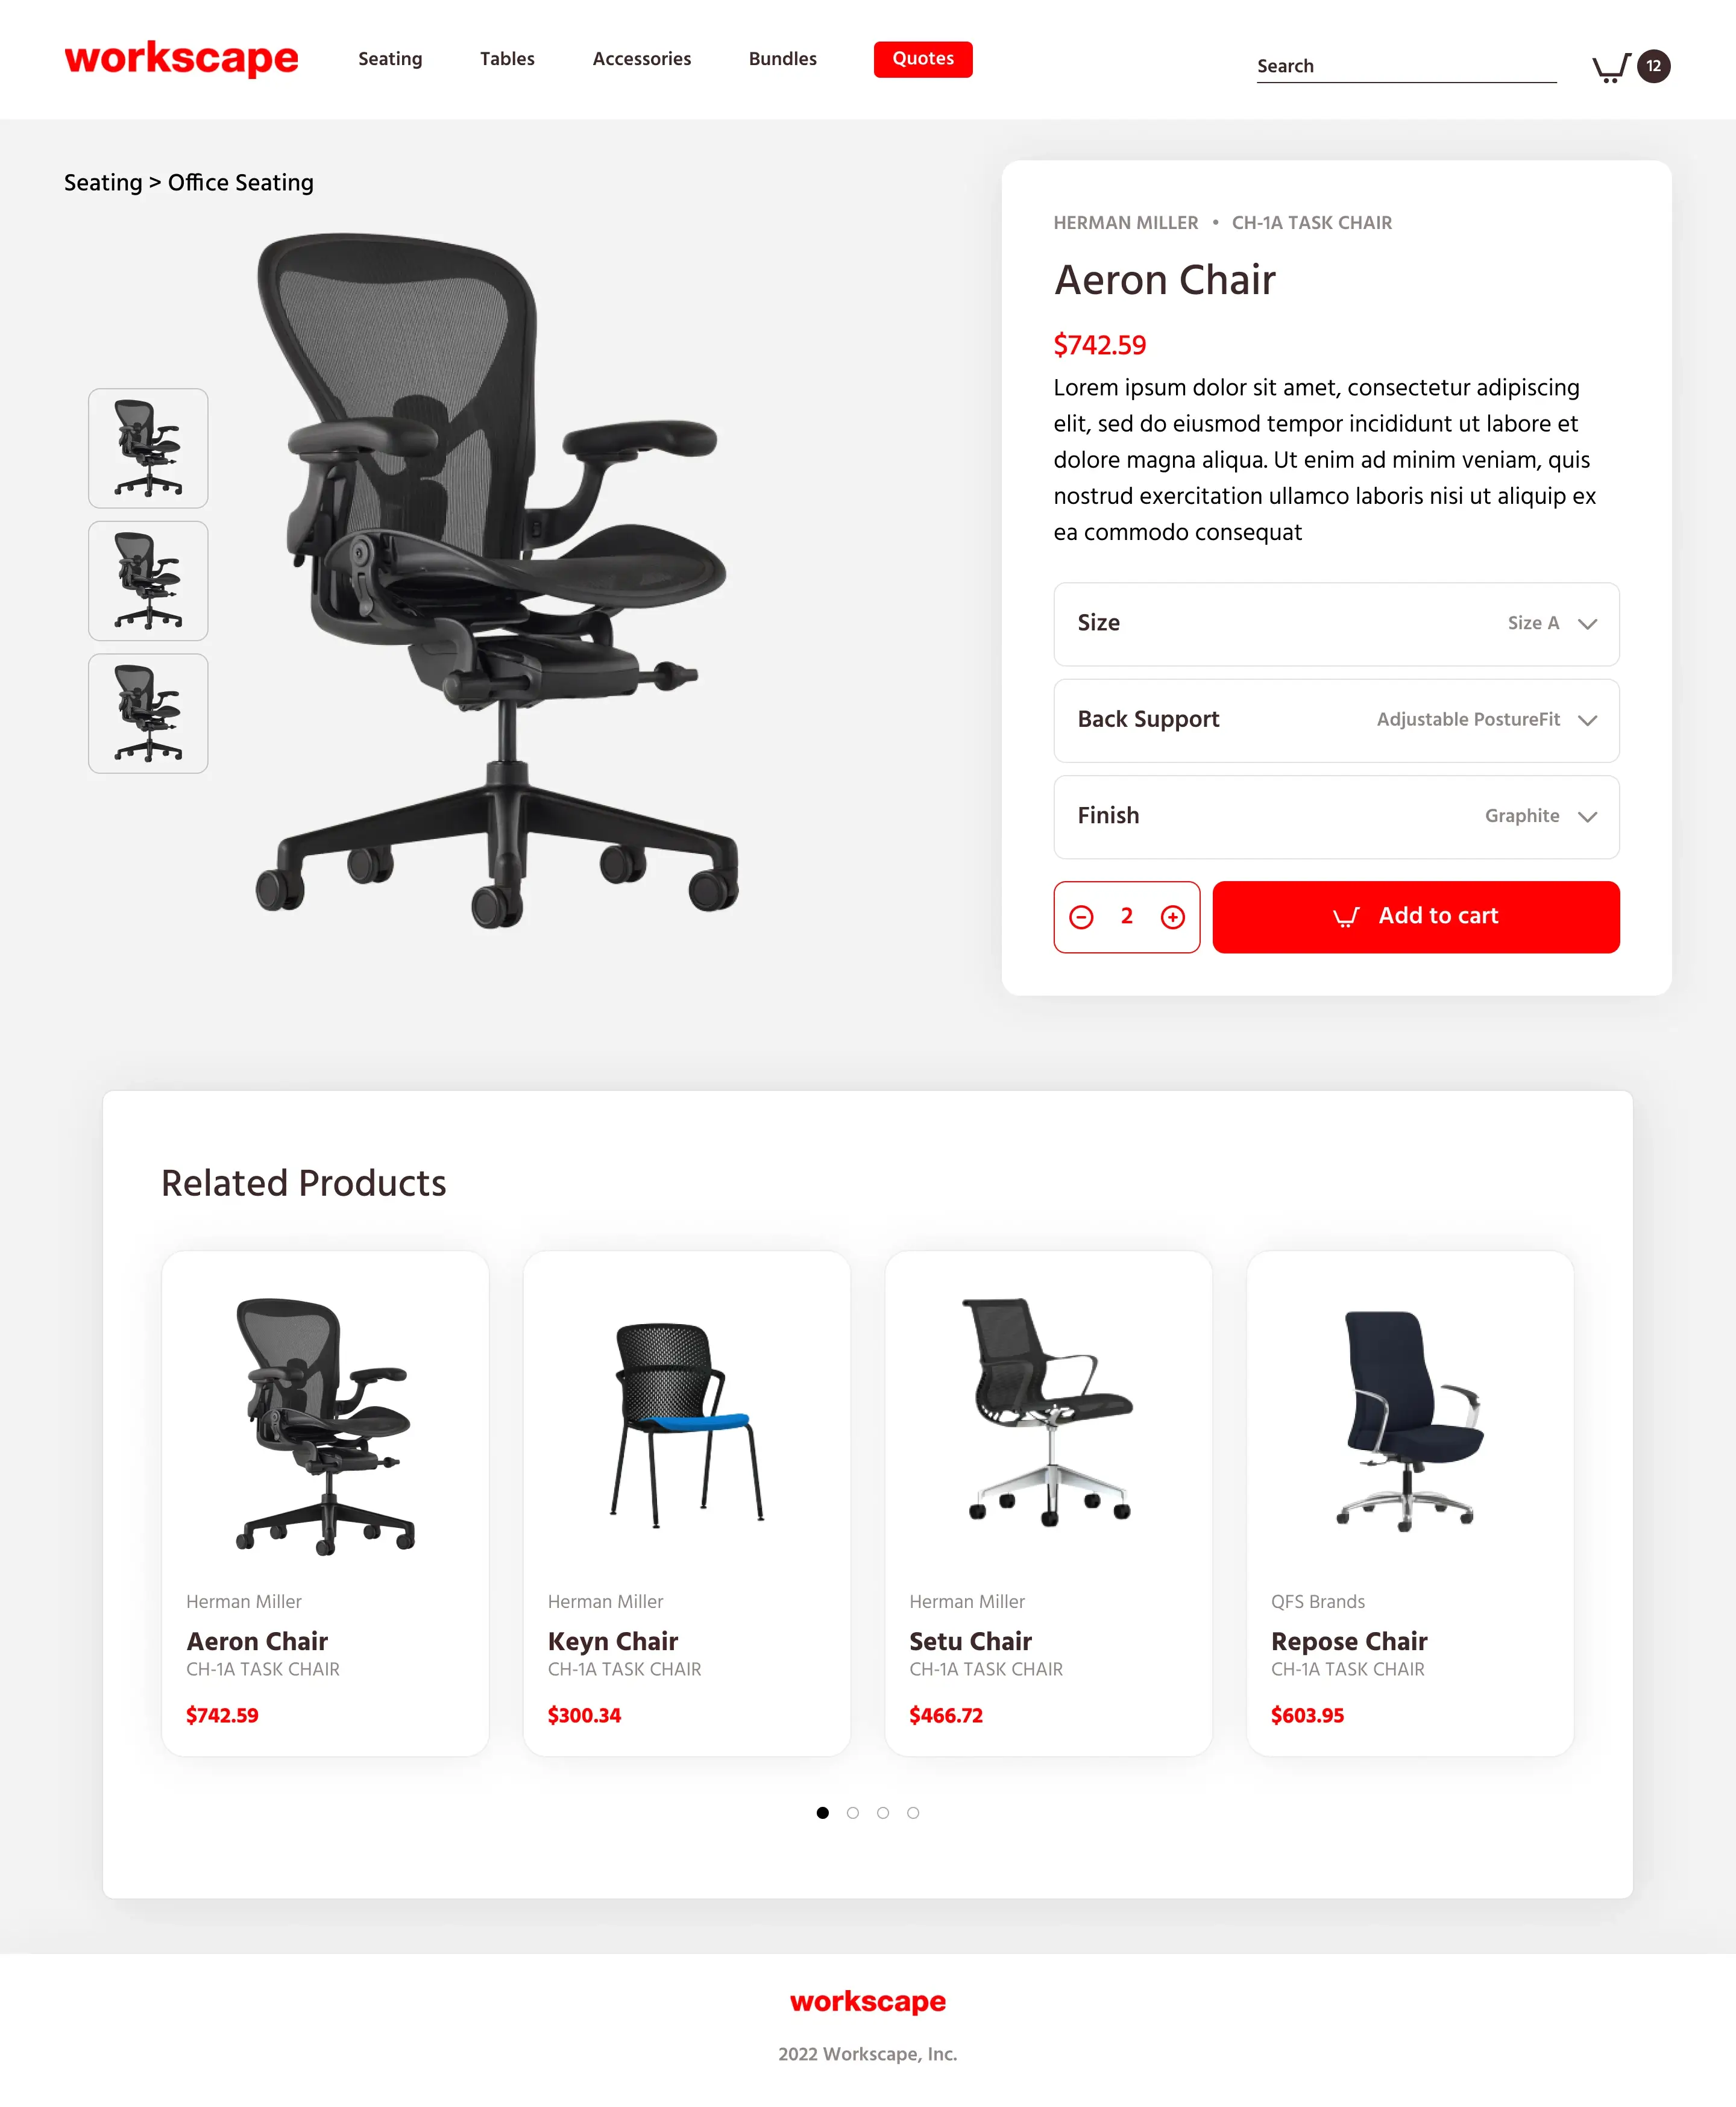 workscape
Seating
Tables
Accessories
Bundles
Quotes
Search
12
Seating > Office Seating
HERMAN MILLER • CH-1A TASK CHAIR
Aeron Chair
$742.59
Lorem ipsum dolor sit amet, consectetur adipiscing
elit, sed do eiusmod tempor incididunt ut labore et
dolore magna aliqua. Ut enim ad minim veniam, quis
nostrud exercitation ullamco laboris nisi ut aliquip ex
ea commodo consequat
Size
Size A
Back Support
Adjustable PostureFit
Finish
Graphite
2
Add to cart
Related Products
Herman Miller
Aeron Chair
CH-1A TASK CHAIR
$742.59
Herman Miller
Keyn Chair
CH-1A TASK CHAIR
$300.34
Herman Miller
Setu Chair
CH-1A TASK CHAIR
$466.72
QFS Brands
Repose Chair
CH-1A TASK CHAIR
$603.95
workscape
2022 Workscape, Inc.